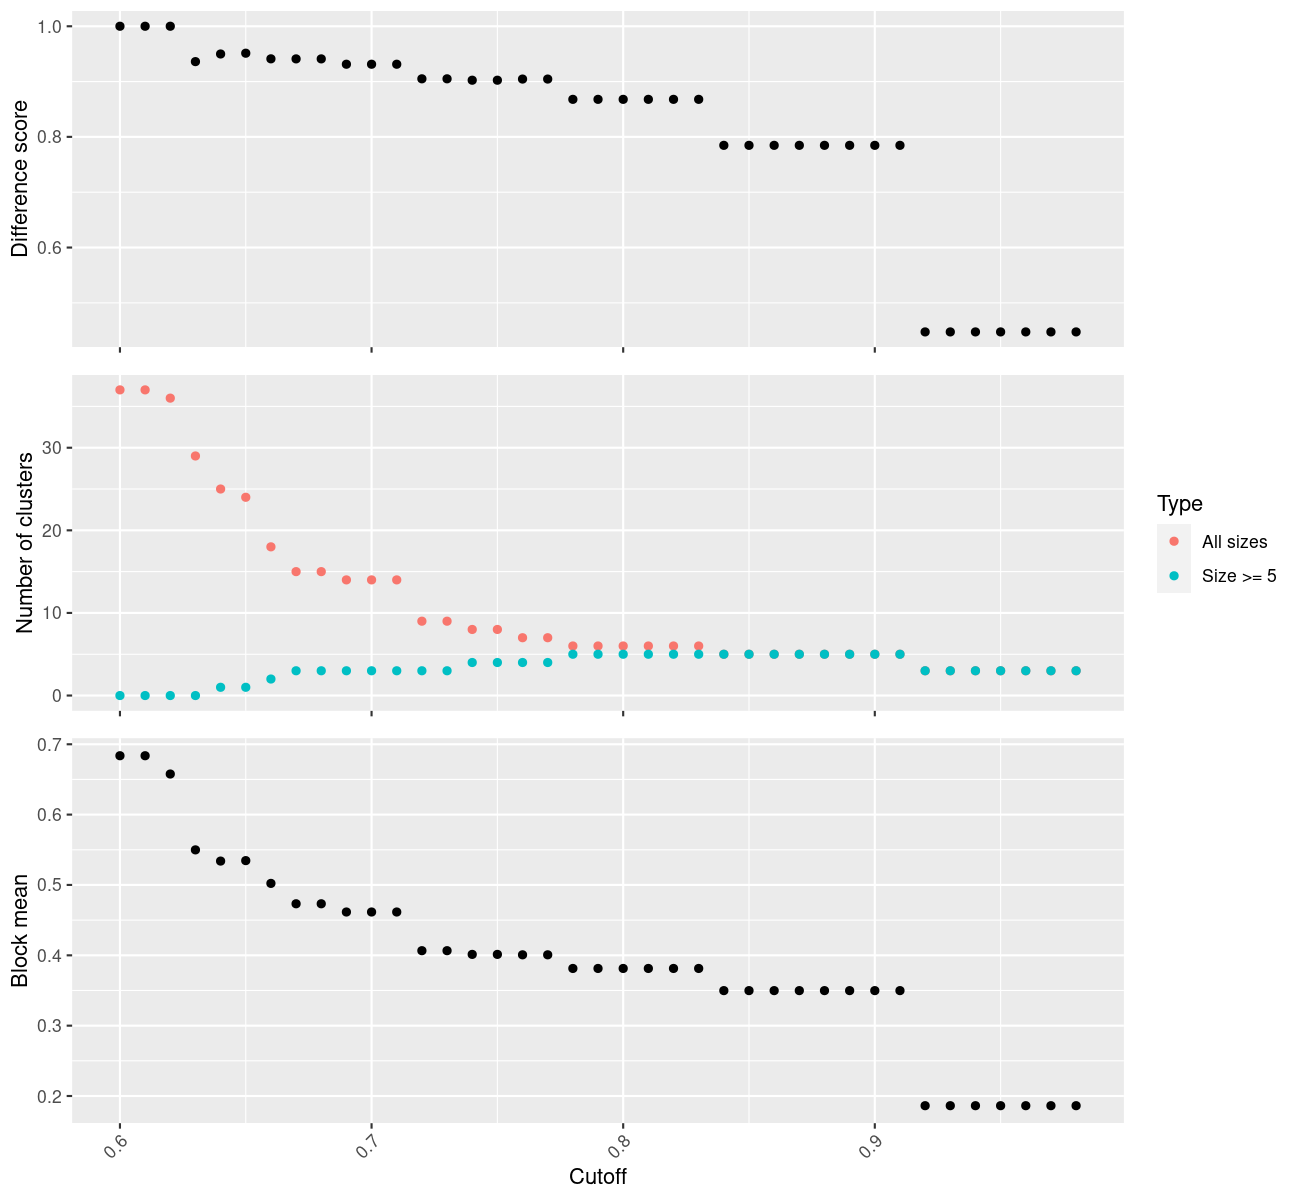 Difference score
1.0
0.8
0.6
Number of clusters
30
20
10
0
Type
All sizes
Size >= 5
Block mean
0.7
0.6
0.5
0.4
0.3
0.2
0.6
0.7
0.8
0.9
Cutoff